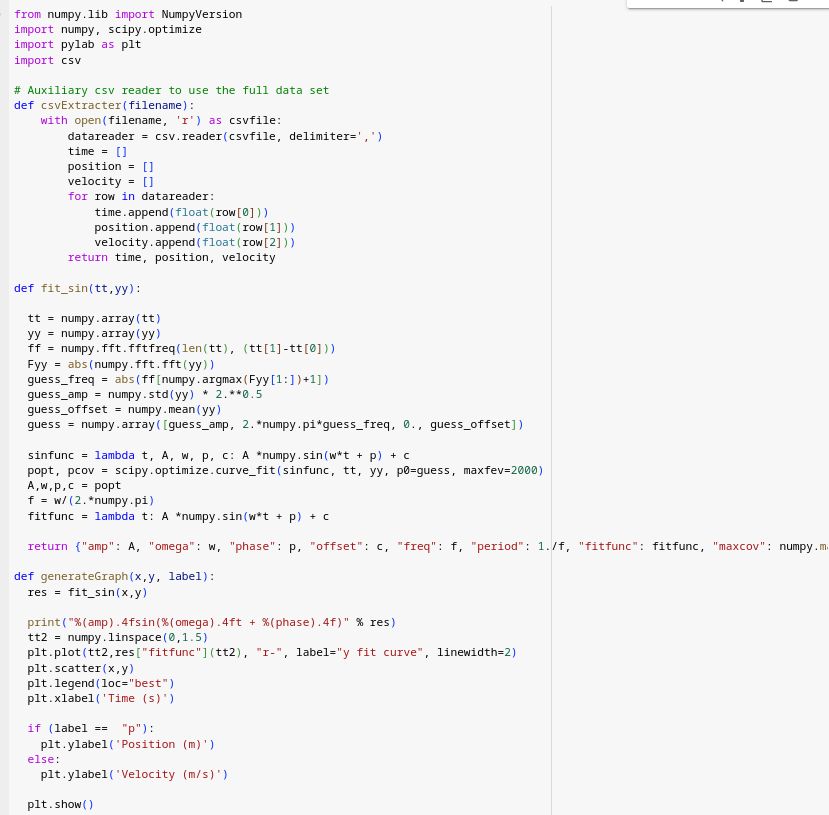 from numpy.lib import NumpyVersion
import numpy, scipy.optimize
import pylab as plt
import csv

# Auxiliary csv reader to use the full data set
def csvExtracter(filename):
    with open(filename, 'r') as csvfile:
        datareader = csv.reader(csvfile, delimiter=',')
        time = []
        position = []
        velocity = []
        for row in datareader:
            time.append(float(row[0]))
            position.append(float(row[1]))
            velocity.append(float(row[2]))
        return time, position, velocity

def fit_sin(tt,yy):

  tt = numpy.array(tt)
  yy = numpy.array(yy)
  ff = numpy.fft.fftfreq(len(tt), (tt[1]-tt[0]))
  Fyy = abs(numpy.fft.fft(yy))
  guess_freq = abs(ff[numpy.argmax(Fyy[1:])+1])
  guess_amp = numpy.std(yy) * 2.**0.5
  guess_offset = numpy.mean(yy)
  guess = numpy.array([guess_amp, 2.*numpy.pi*guess_freq, 0., guess_offset])

  sinfunc = lambda t, A, w, p, c: A *numpy.sin(w*t + p) + c
  popt, pcov = scipy.optimize.curve_fit(sinfunc, tt, yy, p0=guess, maxfev=2000)
  A,w,p,c = popt
  f = w/(2.*numpy.pi)
  fitfunc = lambda t: A *numpy.sin(w*t + p) + c

  return {"amp": A, "omega": w, "phase": p, "offset": c, "freq": f, "period": 1./f, "fitfunc": fitfunc, "maxcov": numpy.m

def generateGraph(x,y, label):
  res = fit_sin(x,y)

  print("%(amp).4fsin(%(omega).4ft + %(phase).4f)" % res)
  tt2 = numpy.linspace(0,1.5)
  plt.plot(tt2,res["fitfunc"](tt2), "r-", label="y fit curve", linewidth=2)
  plt.scatter(x,y)
  plt.legend(loc="best")
  plt.xlabel('Time (s)')

  if (label ==  "p"):
    plt.ylabel('Position (m)')
  else:
    plt.ylabel('Velocity (m/s)')

  plt.show()